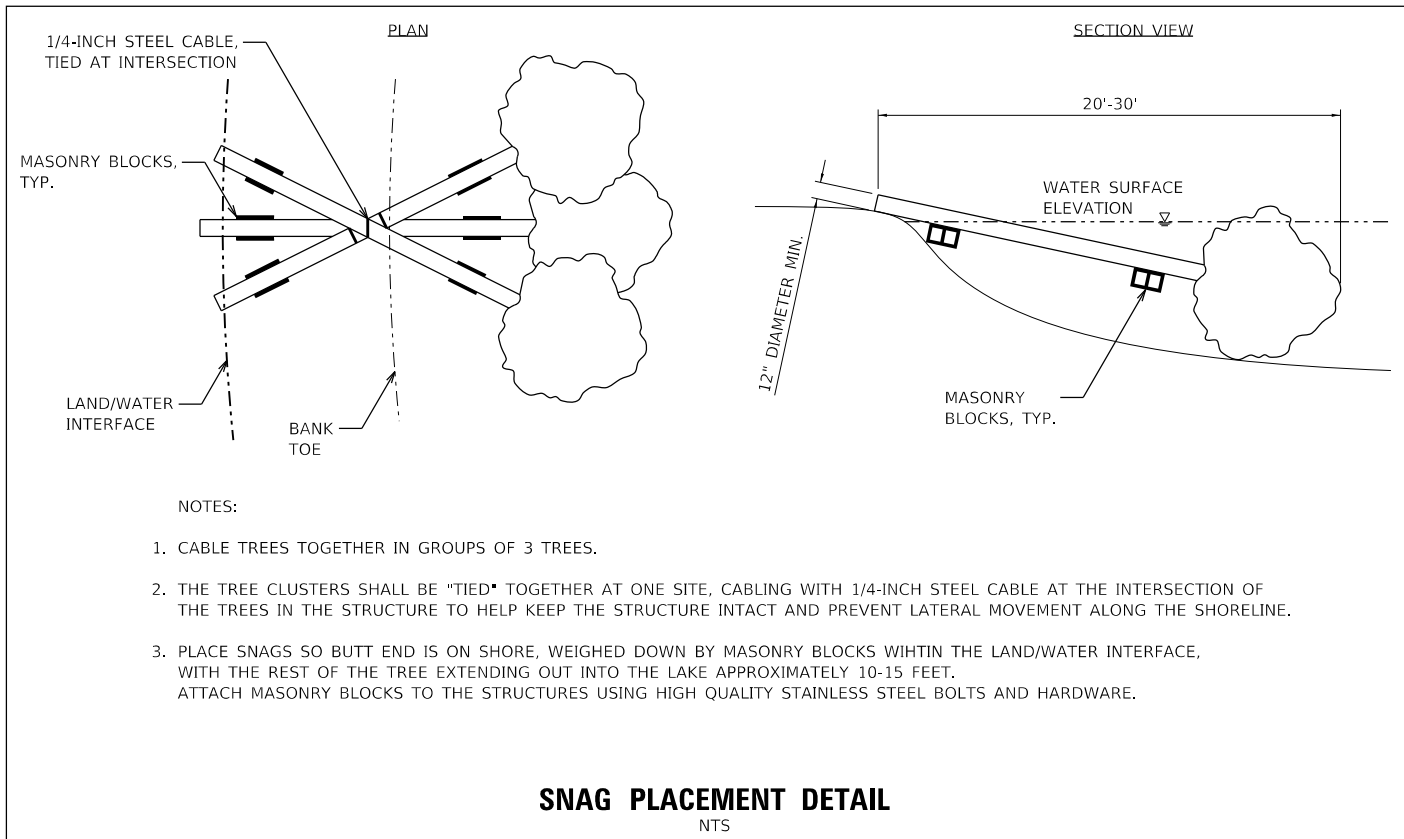 PLAN
1/4-INCH STEEL CABLE,
TIED AT INTERSECTION
MASONRY BLOCKS,
TYP.
LAND/WATER
INTERFACE
BANK
TOE
SECTION VIEW
20'-30'
WATER SURFACE
ELEVATION
12" DIAMETER MIN.
MASONRY
BLOCKS, TYP.
NOTES:
1. CABLE TREES TOGETHER IN GROUPS OF 3 TREES.
2. THE TREE CLUSTERS SHALL BE "TIED" TOGETHER AT ONE SITE, CABLING WITH 1/4-INCH STEEL CABLE AT THE INTERSECTION OF
THE TREES IN THE STRUCTURE TO HELP KEEP THE STRUCTURE INTACT AND PREVENT LATERAL MOVEMENT ALONG THE SHORELINE.
3. PLACE SNAGS SO BUTT END IS ON SHORE, WEIGHED DOWN BY MASONRY BLOCKS WIHTIN THE LAND/WATER INTERFACE,
WITH THE REST OF THE TREE EXTENDING OUT INTO THE LAKE APPROXIMATELY 10-15 FEET.
ATTACH MASONRY BLOCKS TO THE STRUCTURES USING HIGH QUALITY STAINLESS STEEL BOLTS AND HARDWARE.
SNAG PLACEMENT DETAIL
NTS